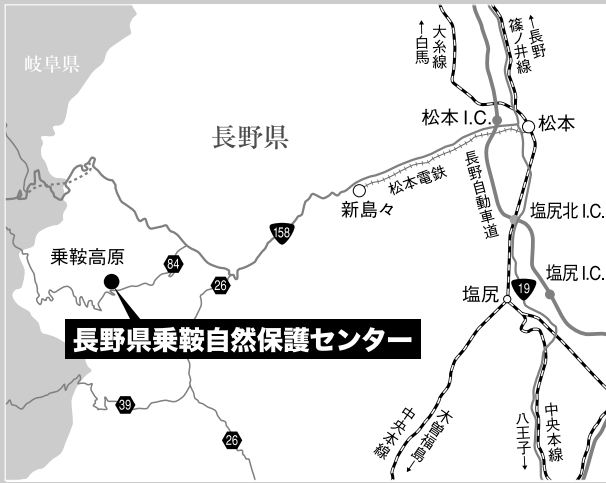 岐阜県
長野県
←白馬
大糸線
←長野
篠ノ井線
松本 I.C.
松本
松本電鉄
長野自動車道
新島々
158
塩尻北 I.C.
塩尻 I.C.
19
塩尻
乗鞍高原
84
26
長野県乗鞍自然保護センター
39
26
木曽福島→
中央本線
中央本線
八王子→